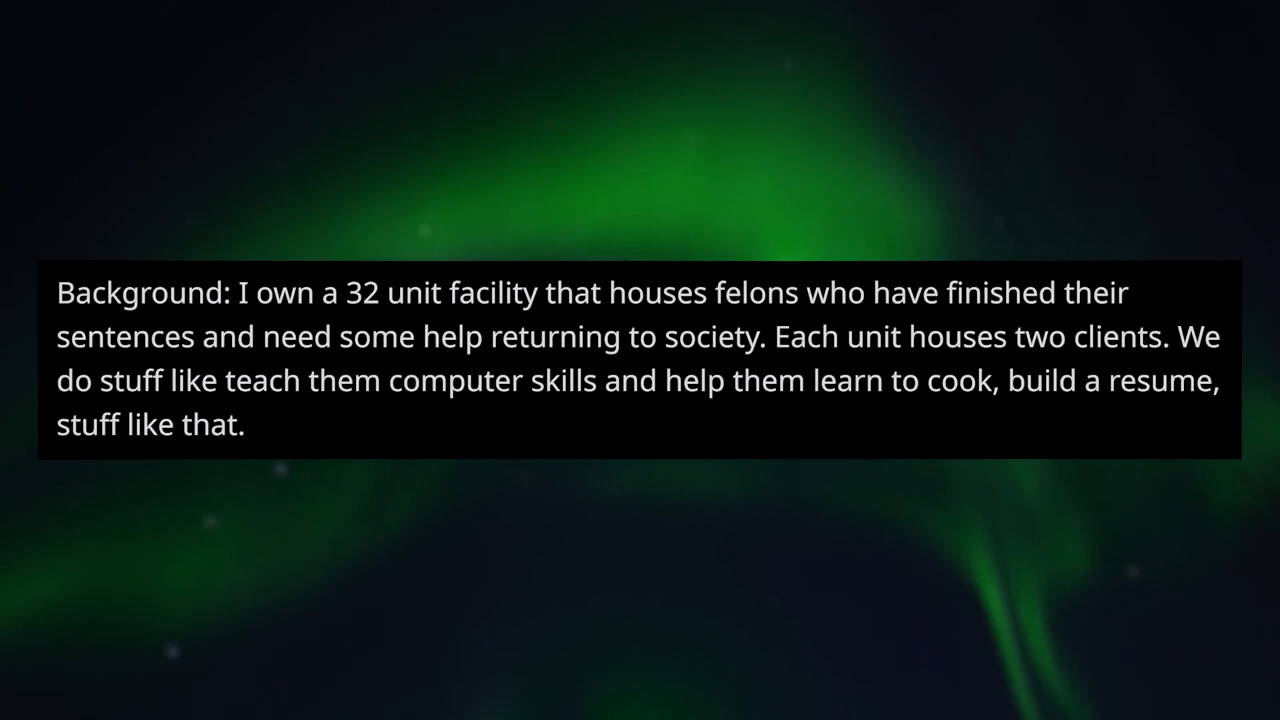 Background: I own a 32 unit facility that houses felons who have finished their
sentences and need some help returning to society. Each unit houses two clients. We
do stuff like teach them computer skills and help them learn to cook, build a resume,
stuff like that.